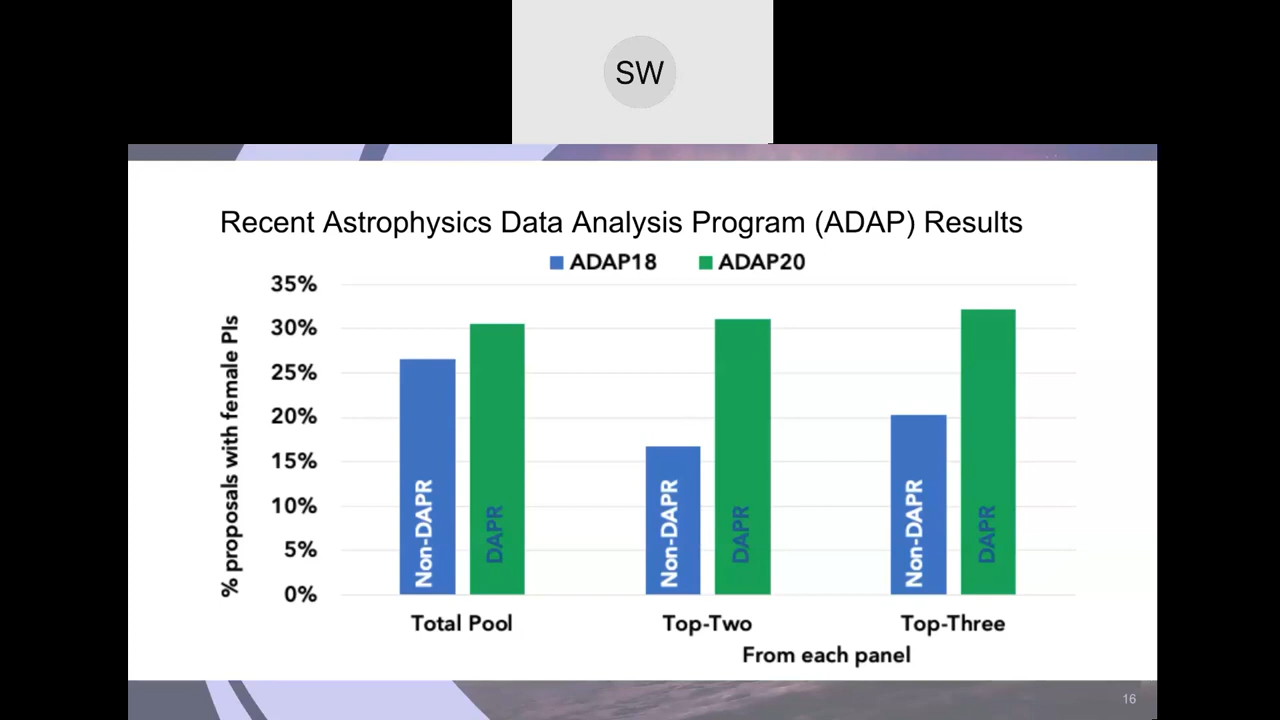 SW
Recent Astrophysics Data Analysis Program (ADAP) Results
ADAP18 ADAP20
% proposals with female PIs
35%
30%
25%
20%
15%
10%
5%
0%
Non-DAPR
DAPR
Non-DAPR
DAPR
Non-DAPR
DAPR
Total Pool Top-Two Top-Three
From each panel
16